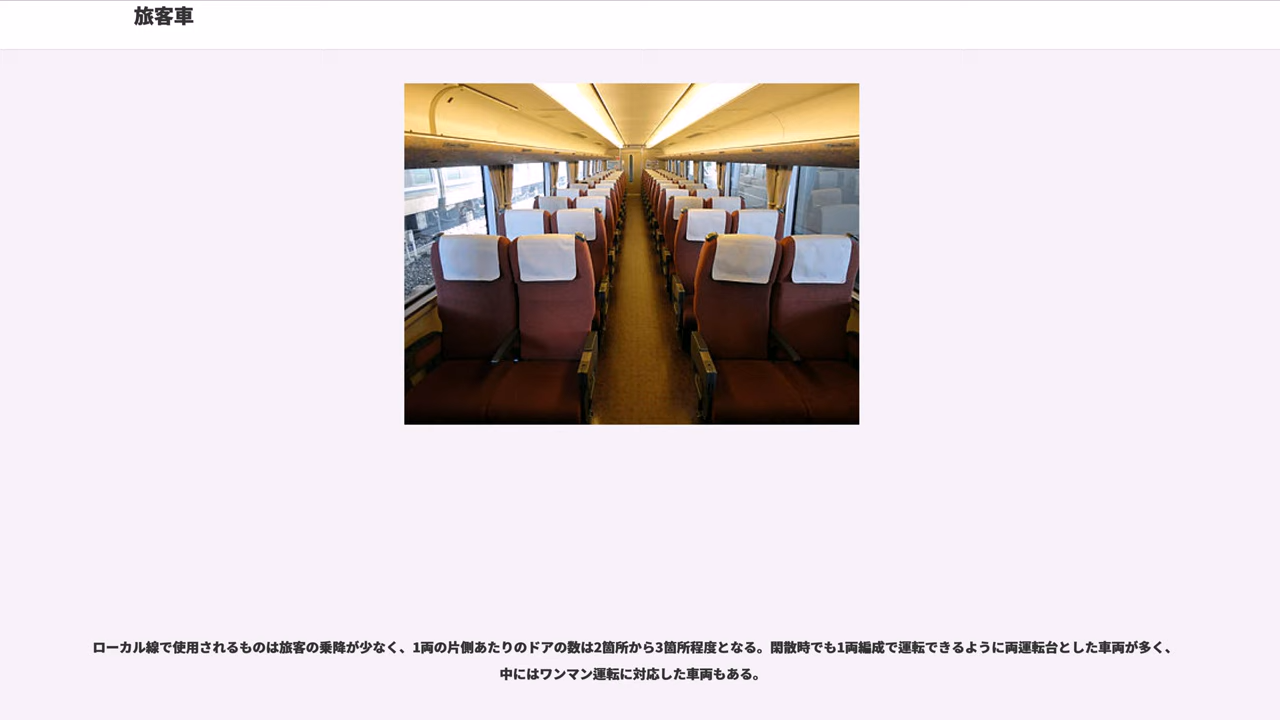 旅客車
ローカル線で使用されるものは旅客の乗降が少なく、1両の片側あたりのドアの数は2箇所から3箇所程度となる。閑散時でも1両編成で運転できるように両運転台とした車両が多く、
中にはワンマン運転に対応した車両もある。